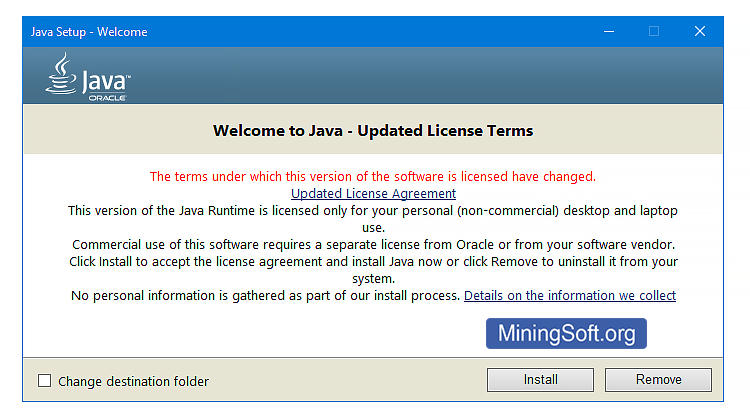 Java Setup - Welcome
Java™
ORACLE
Welcome to Java - Updated License Terms
The terms under which this version of the software is licensed have changed.
Updated License Agreement
This version of the Java Runtime is licensed only for your personal (non-commercial) desktop and laptop
use.
Commercial use of this software requires a separate license from Oracle or from your software vendor.
Click Install to accept the license agreement and install Java now or click Remove to uninstall it from your
system.
No personal information is gathered as part of our install process. Details on the information we collect
MiningSoft.org
Change destination folder
Install
Remove